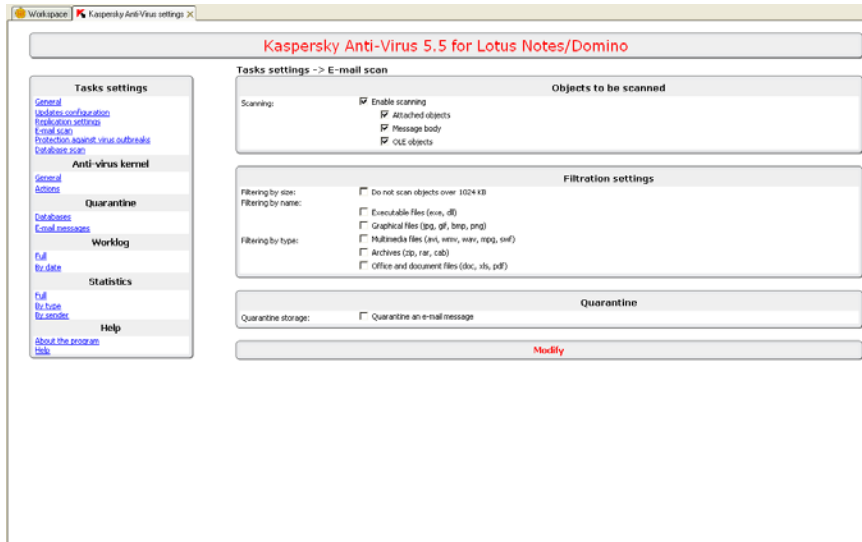 Workspace
Kaspersky Anti-Virus settings
Kaspersky Anti-Virus 5.5 for Lotus Notes/Domino
Tasks settings
General
Updates configuration
Replication settings
E-mail scan
Protection against virus outbreaks
Database scan
Anti-virus kernel
General
Actions
Quarantine
Databases
E-mail messages
Worklog
Full
By date
Statistics
Full
By type
By sender
Help
About the program
Help
Tasks settings -> E-mail scan
Objects to be scanned
Scanning: Enable scanning
Attached objects
Message body
OLE objects
Filtration settings
Filtering by size: Do not scan objects over 1024 KB
Filtering by name:
Executable files (exe, dll)
Graphical files (jpg, gif, bmp, png)
Filtering by type: Multimedia files (avi, wmv, wav, mpg, swf)
Archives (zip, rar, cab)
Office and document files (doc, xls, pdf)
Quarantine
Quarantine storage: Quarantine an e-mail message
Modify